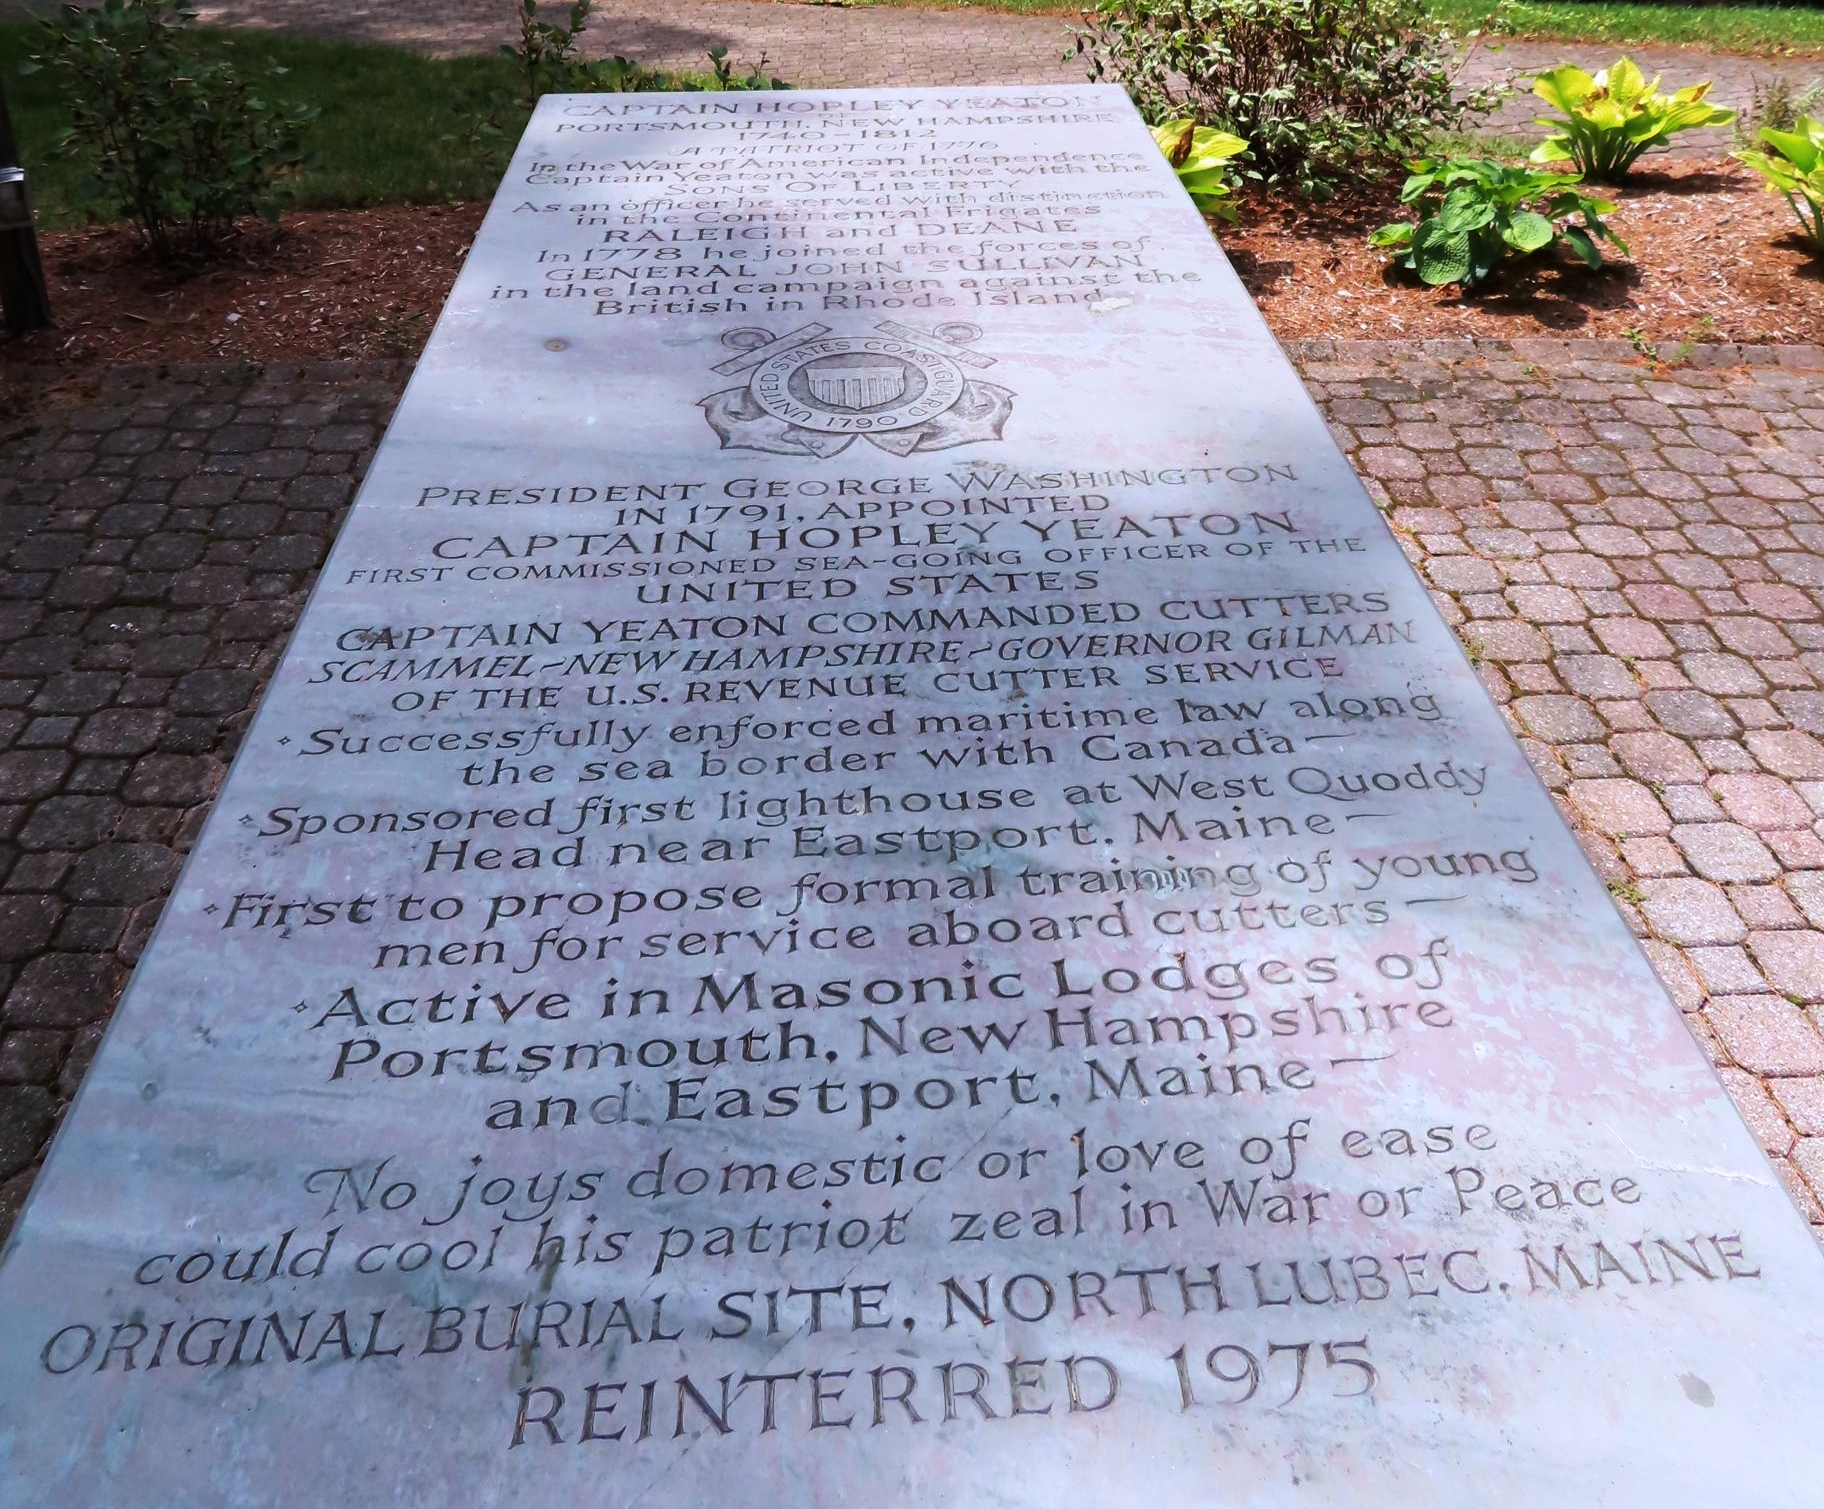 CAPTAIN HOPLEY YEATON
OF
PORTSMOUTH, NEW HAMPSHIRE
1740-1812
A PATRIOT OF 1776
In the War of American Independence
Captain Yeaton was active with the
SONS OF LIBERTY
As an officer he served with distinction
in the Continental Frigates
RALEIGH and DEANE
In 1778 he joined the forces of
GENERAL JOHN SULLIVAN
in the land campaign against the
British in Rhode Island
UNITED STATES COAST GUARD
1790
PRESIDENT GEORGE WASHINGTON
IN 1791, APPOINTED
CAPTAIN HOPLEY YEATON
FIRST COMMISSIONED SEA-GOING OFFICER OF THE
UNITED STATES
CAPTAIN YEATON COMMANDED CUTTERS
SCAMMEL~NEW HAMPSHIRE~GOVERNOR GILMAN
OF THE U.S. REVENUE CUTTER SERVICE
Successfully enforced maritime law along
the sea border with Canada—
Sponsored first lighthouse at West Quoddy
Head near Eastport, Maine—
First to propose formal training of young
men for service aboard cutters—
Active in Masonic Lodges of
Portsmouth, New Hampshire
and Eastport, Maine—
No joys domestic or love of ease
could cool his patriot zeal in War or Peace
ORIGINAL BURIAL SITE, NORTH LUBEC, MAINE
REINTERRED 1975